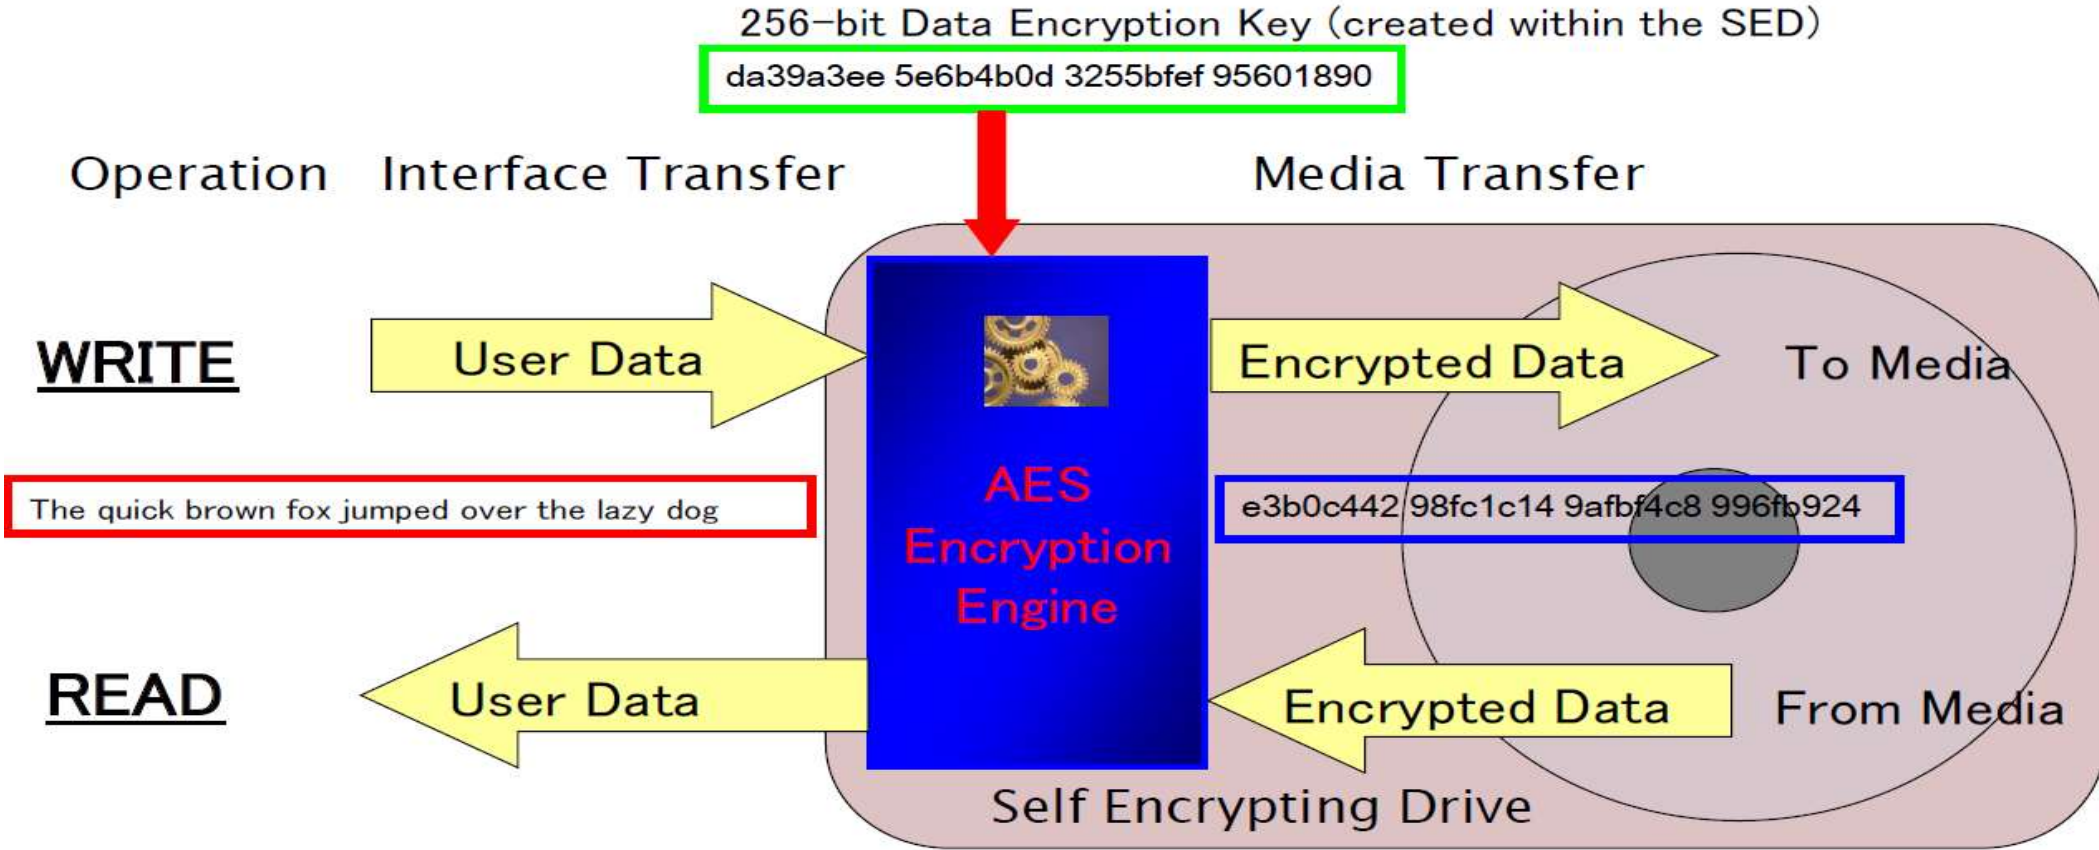 256-bit Data Encryption Key (created within the SED)
da39a3ee 5e6b4b0d 3255bfef 95601890
Operation Interface Transfer Media Transfer
WRITE User Data Encrypted Data To Media
The quick brown fox jumped over the lazy dog
AES
Encryption
Engine
e3b0c442 98fc1c14 9afbf4c8 996fb924
READ User Data Encrypted Data From Media
Self Encrypting Drive